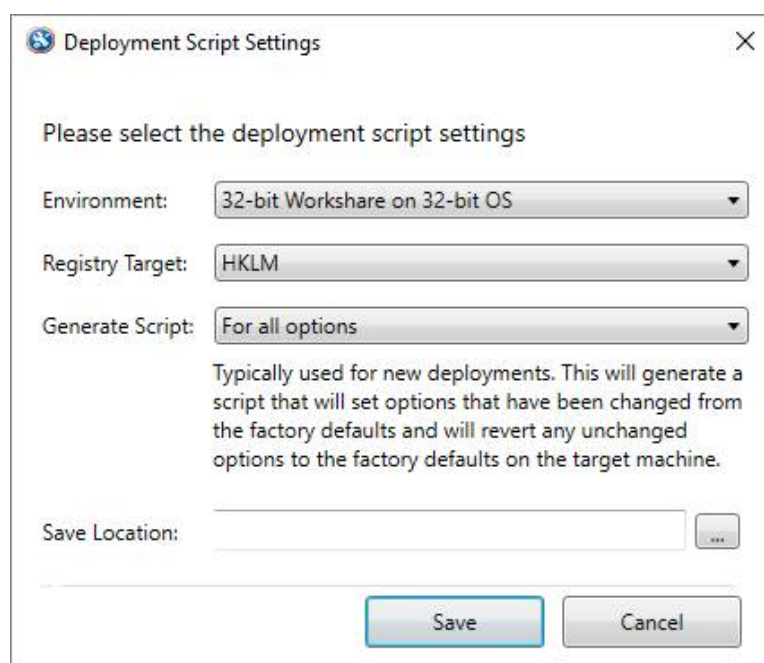 Deployment Script Settings
Please select the deployment script settings
Environment: 32-bit Workshare on 32-bit OS
Registry Target: HKLM
Generate Script: For all options
Typically used for new deployments. This will generate a
script that will set options that have been changed from
the factory defaults and will revert any unchanged
options to the factory defaults on the target machine.
Save Location: ...
Save Cancel